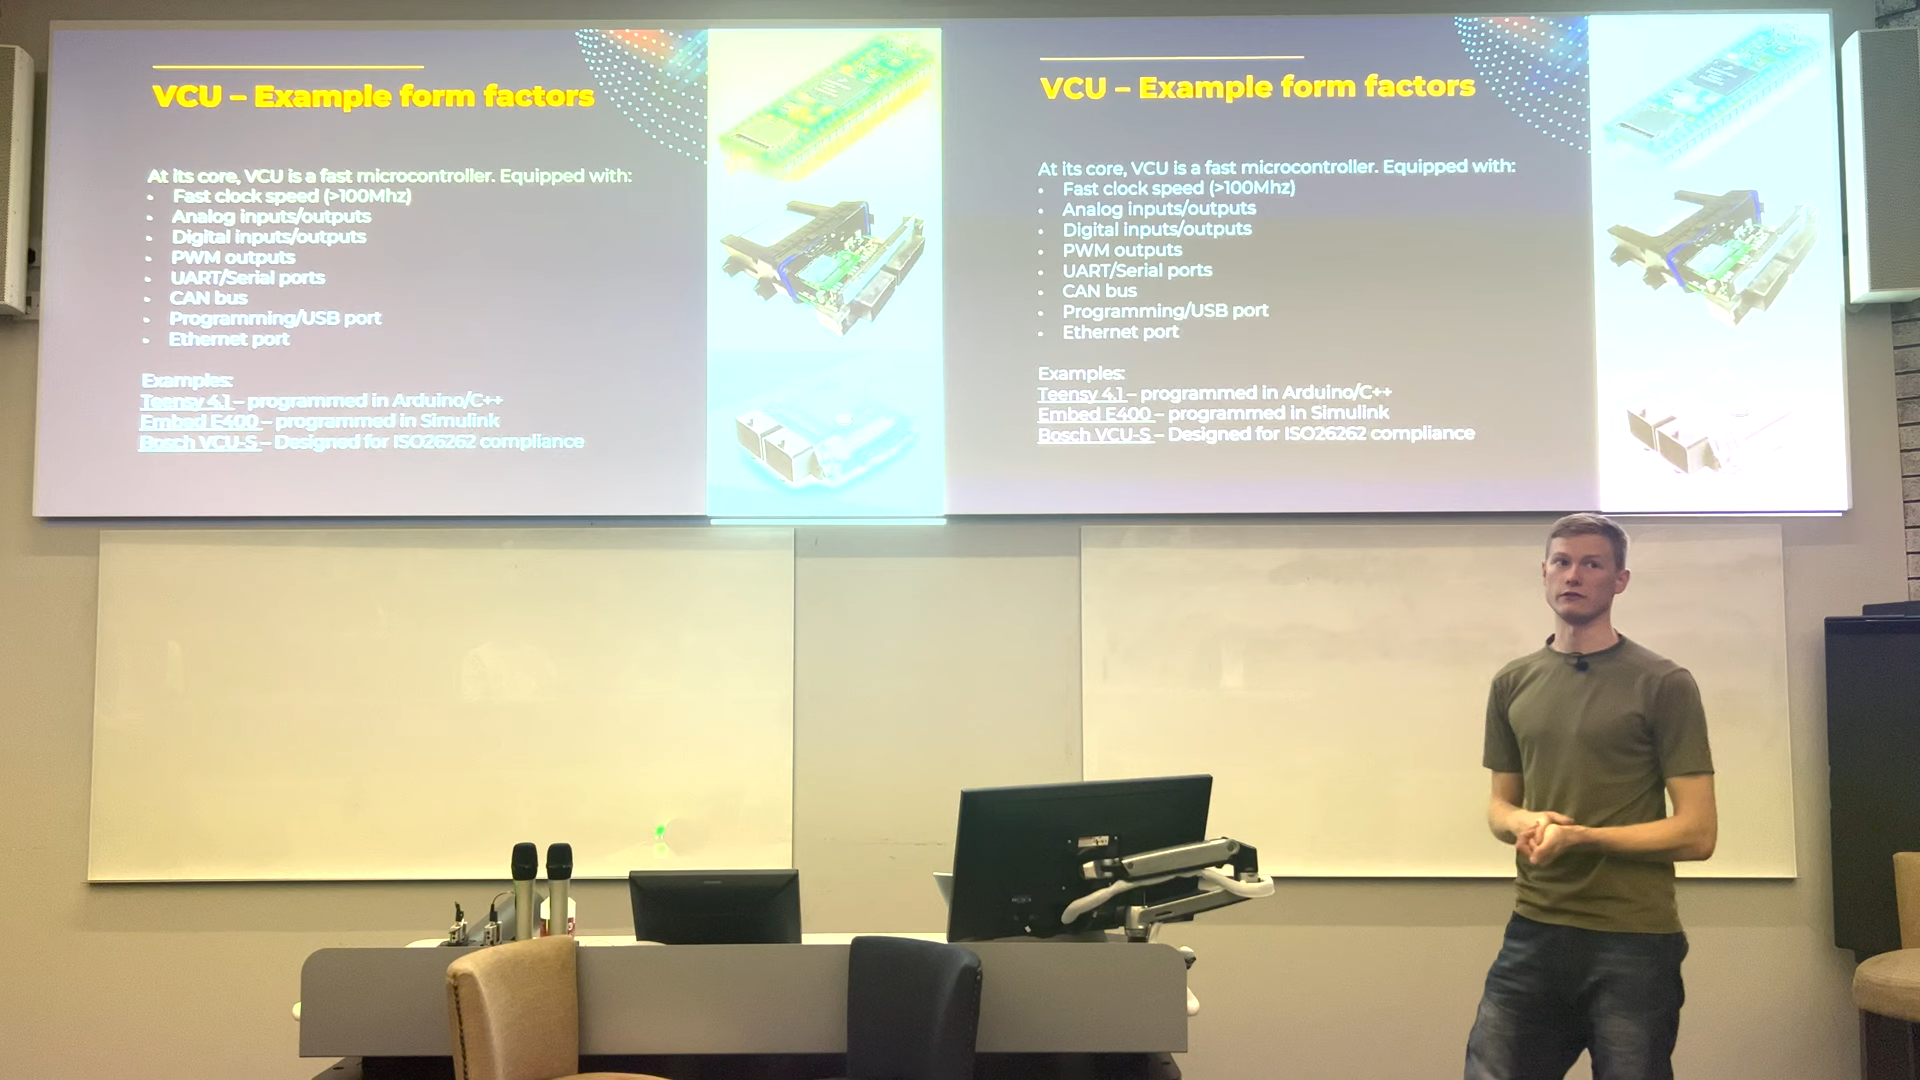 VCU – Example form factors
At its core, VCU is a fast microcontroller. Equipped with:
• Fast clock speed (>100Mhz)
• Analog inputs/outputs
• Digital inputs/outputs
• PWM outputs
• UART/Serial ports
• CAN bus
• Programming/USB port
• Ethernet port
Examples:
Teensy 4.1 – programmed in Arduino/C++
Embed E400 – programmed in Simulink
Bosch VCU-S – Designed for ISO26262 compliance
VCU – Example form factors
At its core, VCU is a fast microcontroller. Equipped with:
• Fast clock speed (>100Mhz)
• Analog inputs/outputs
• Digital inputs/outputs
• PWM outputs
• UART/Serial ports
• CAN bus
• Programming/USB port
• Ethernet port
Examples:
Teensy 4.1 – programmed in Arduino/C++
Embed E400 – programmed in Simulink
Bosch VCU-S – Designed for ISO26262 compliance